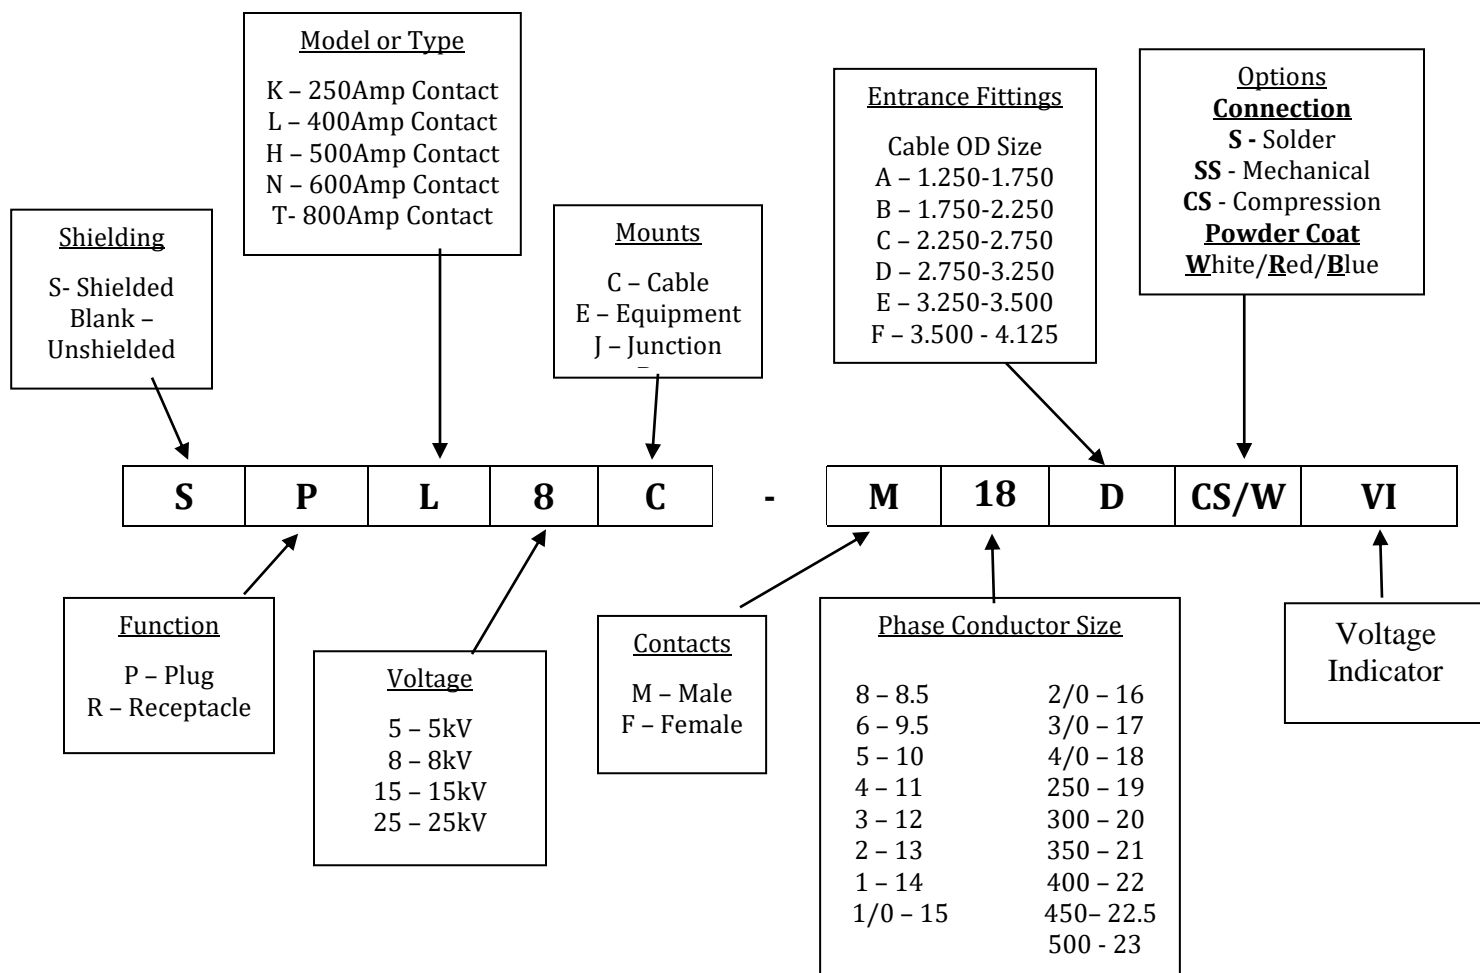 Model or Type
K – 250Amp Contact
L – 400Amp Contact
H – 500Amp Contact
N – 600Amp Contact
T- 800Amp Contact
Entrance Fittings
Cable OD Size
A – 1.250-1.750
B – 1.750-2.250
C – 2.250-2.750
D – 2.750-3.250
E – 3.250-3.500
F – 3.500 - 4.125
Options
Connection
S - Solder
SS - Mechanical
CS - Compression
Powder Coat
White/Red/Blue
Shielding
S- Shielded
Blank –
Unshielded
Mounts
C – Cable
E – Equipment
J – Junction
S P L 8 C - M 18 D CS/W VI
Function
P – Plug
R – Receptacle
Voltage
5 – 5kV
8 – 8kV
15 – 15kV
25 – 25kV
Contacts
M – Male
F – Female
Phase Conductor Size
8 – 8.5 2/0 – 16
6 – 9.5 3/0 – 17
5 – 10 4/0 – 18
4 – 11 250 – 19
3 – 12 300 – 20
2 – 13 350 – 21
1 – 14 400 – 22
1/0 – 15 450– 22.5
500 - 23
Voltage
Indicator